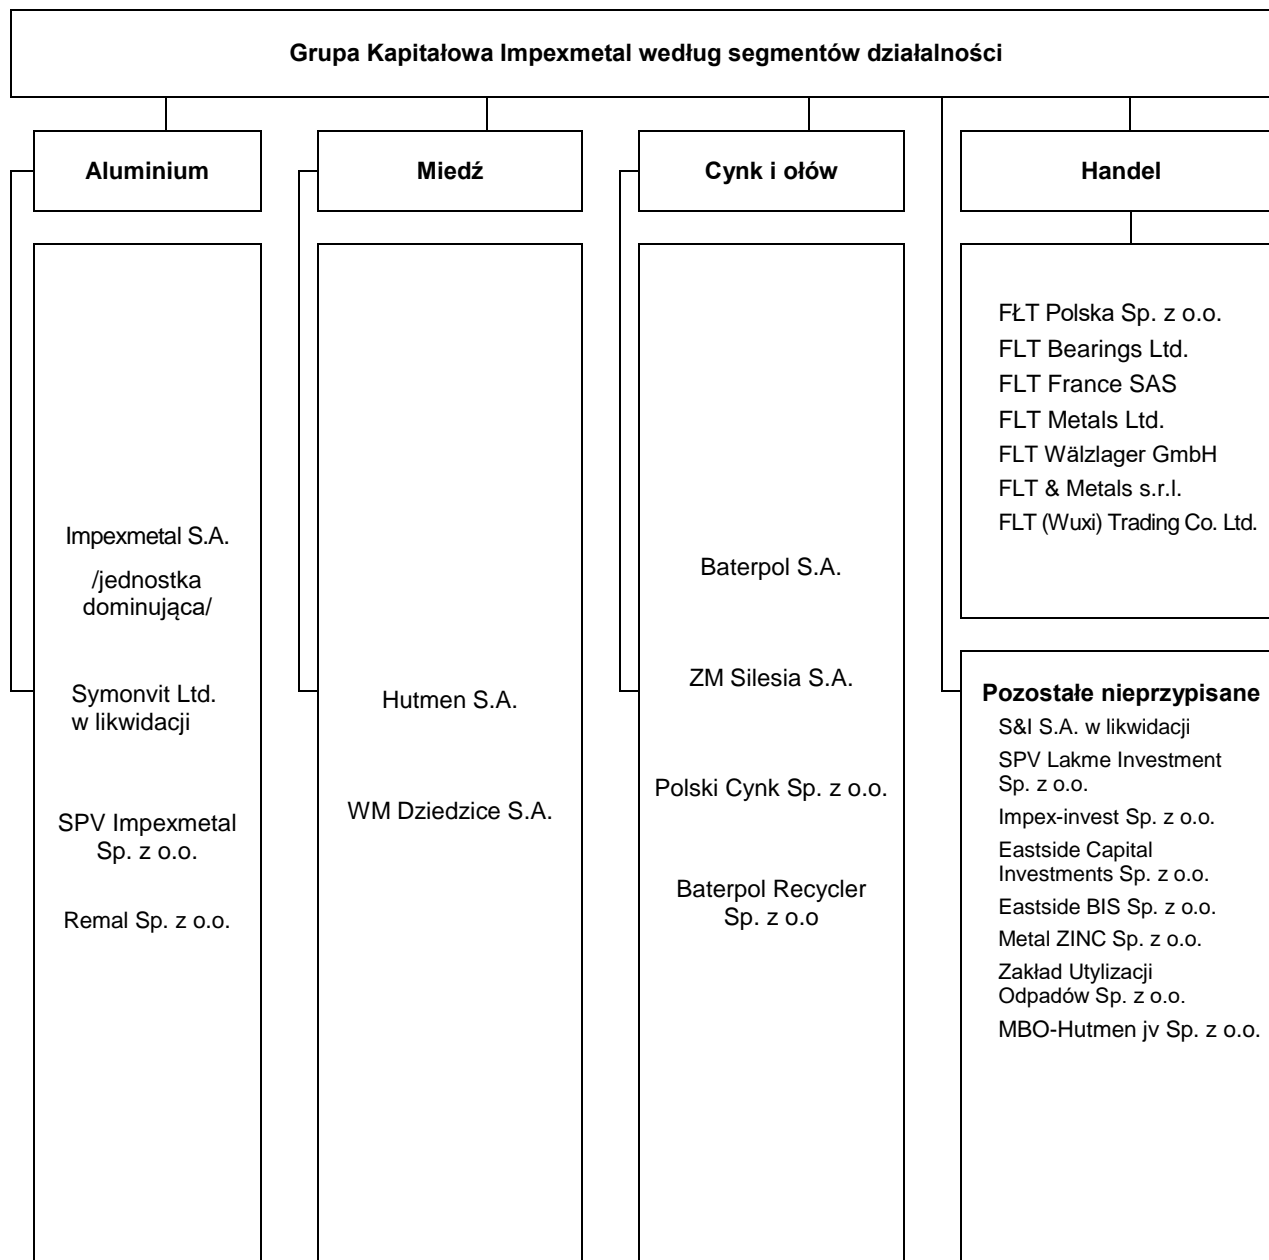 Grupa Kapitałowa Impexmetal według segmentów działalności
Aluminium
Impexmetal S.A.
/jednostka
dominująca/
Symonvit Ltd.
w likwidacji
SPV Impexmetal
Sp. z o.o.
Remal Sp. z o.o.
Miedź
Hutmen S.A.
WM Dziedzice S.A.
Cynk i ołów
Baterpol S.A.
ZM Silesia S.A.
Polski Cynk Sp. z o.o.
Baterpol Recycler
Sp. z o.o
Handel
FŁT Polska Sp. z o.o.
FLT Bearings Ltd.
FLT France SAS
FLT Metals Ltd.
FLT Wälzlager GmbH
FLT & Metals s.r.l.
FLT (Wuxi) Trading Co. Ltd.
Pozostałe nieprzypisane
S&I S.A. w likwidacji
SPV Lakme Investment
Sp. z o.o.
Impex-invest Sp. z o.o.
Eastside Capital
Investments Sp. z o.o.
Eastside BIS Sp. z o.o.
Metal ZINC Sp. z o.o.
Zakład Utylizacji
Odpadów Sp. z o.o.
MBO-Hutmen jv Sp. z o.o.